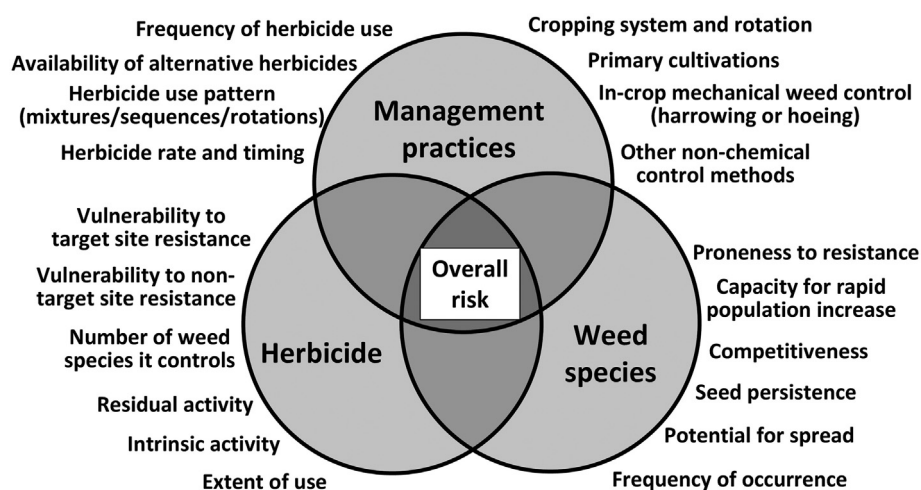 Frequency of herbicide use
Availability of alternative herbicides
Herbicide use pattern
(mixtures/sequences/rotations)
Herbicide rate and timing
Cropping system and rotation
Primary cultivations
In-crop mechanical weed control
(harrowing or hoeing)
Other non-chemical
control methods
Management
practices
Vulnerability to
target site resistance
Vulnerability to non-
target site resistance
Number of weed
species it controls
Residual activity
Intrinsic activity
Extent of use
Herbicide
Overall
risk
Weed
species
Proneness to resistance
Capacity for rapid
population increase
Competitiveness
Seed persistence
Potential for spread
Frequency of occurrence